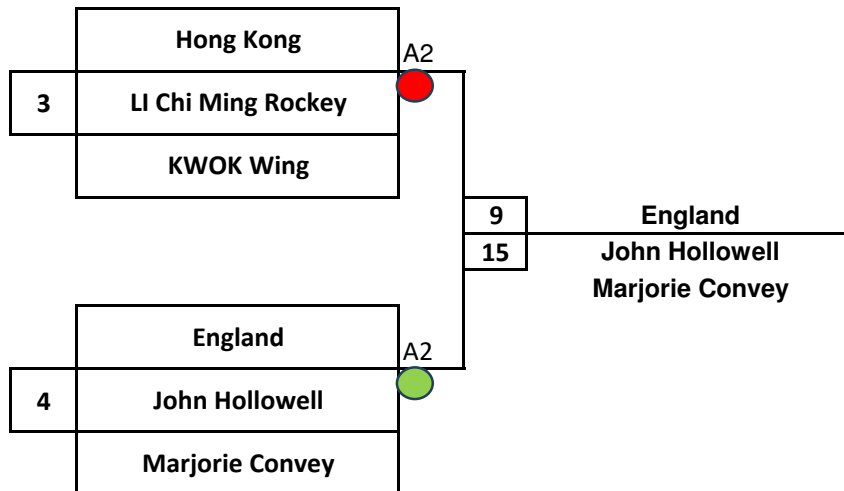 Hong Kong
A2
3
LI Chi Ming Rockey
KWOK Wing
9
England
15
John Hollowell
Marjorie Convey
England
A2
4
John Hollowell
Marjorie Convey